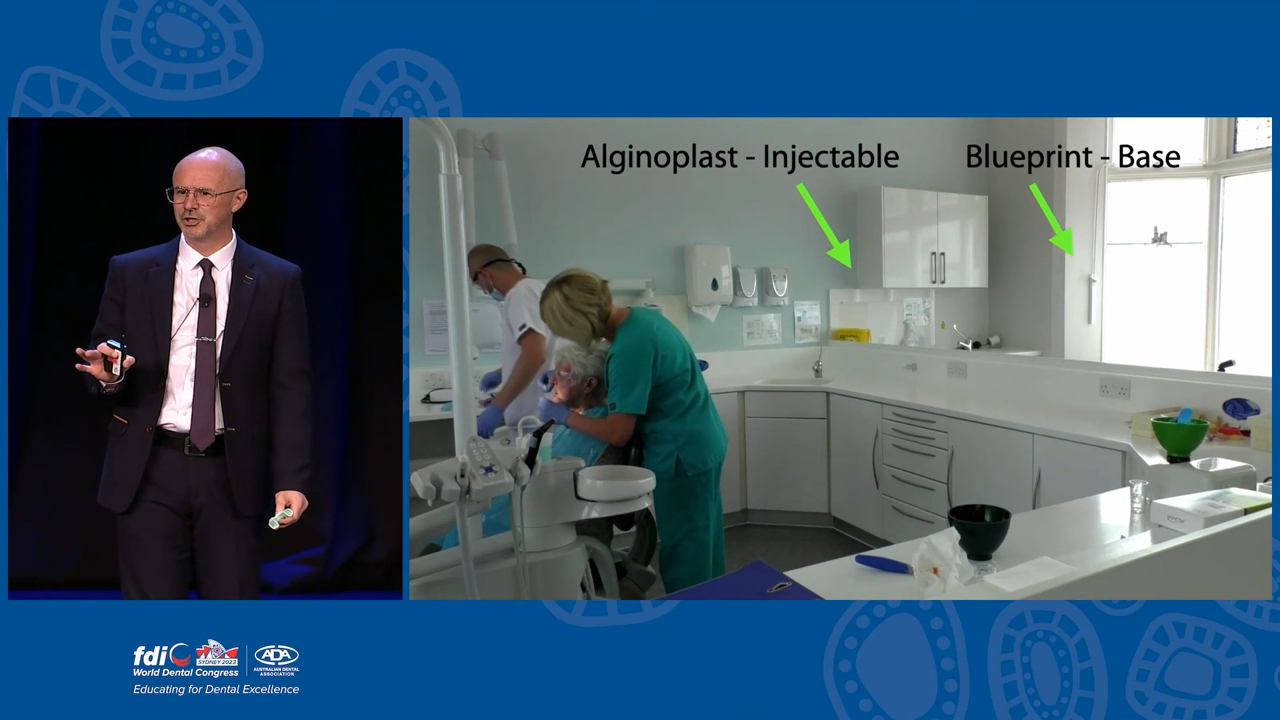 Alginoplast - Injectable
Blueprint - Base
fdi
SYDNEY 2023
World Dental Congress
ADA
AUSTRALIAN DENTAL
ASSOCIATION
Educating for Dental Excellence